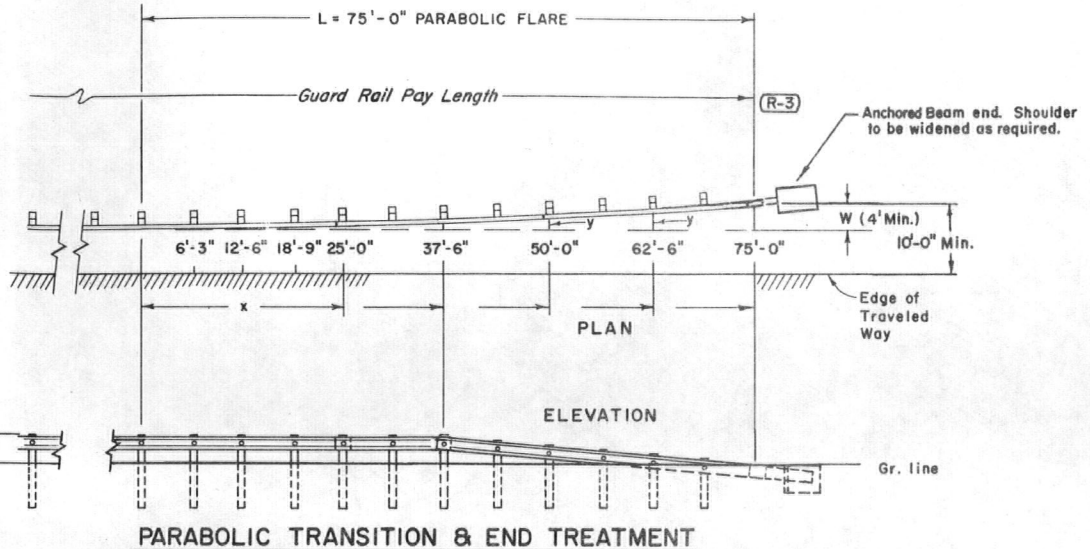 L = 75'-0" PARABOLIC FLARE
Guard Rail Pay Length
R-3
Anchored Beam end. Shoulder
to be widened as required.
y
y
W (4' Min.)
10'-0" Min.
6'-3" 12'-6" 18'-9" 25'-0" 37'-6" 50'-0" 62'-6" 75'-0"
x
PLAN
Edge of
Traveled
Way
ELEVATION
Gr. line
PARABOLIC TRANSITION & END TREATMENT